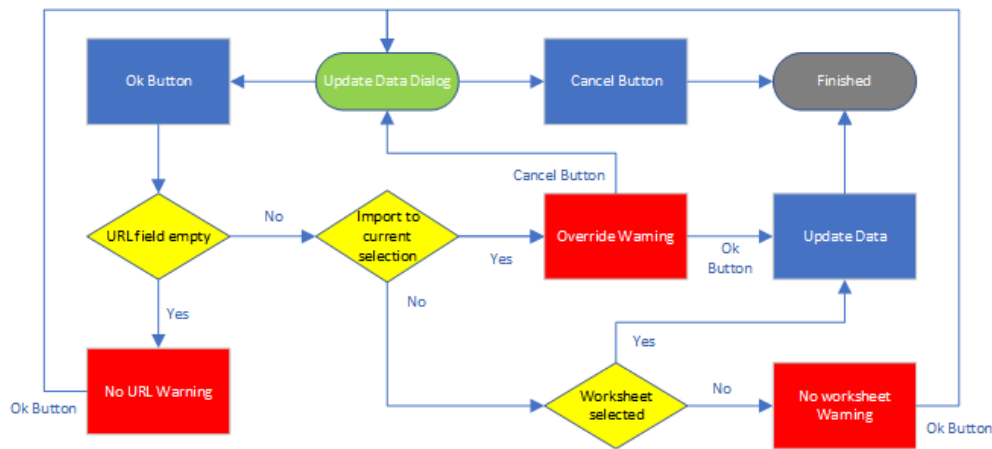 Ok Button
Update Data Dialog
Cancel Button
Finished
Cancel Button
URL field empty
No
Import to
current
selection
Yes
Override Warning
Ok
Button
Update Data
Yes
No
No URL Warning
Ok Button
Yes
Worksheet
selected
No
No worksheet
Warning
Ok Button